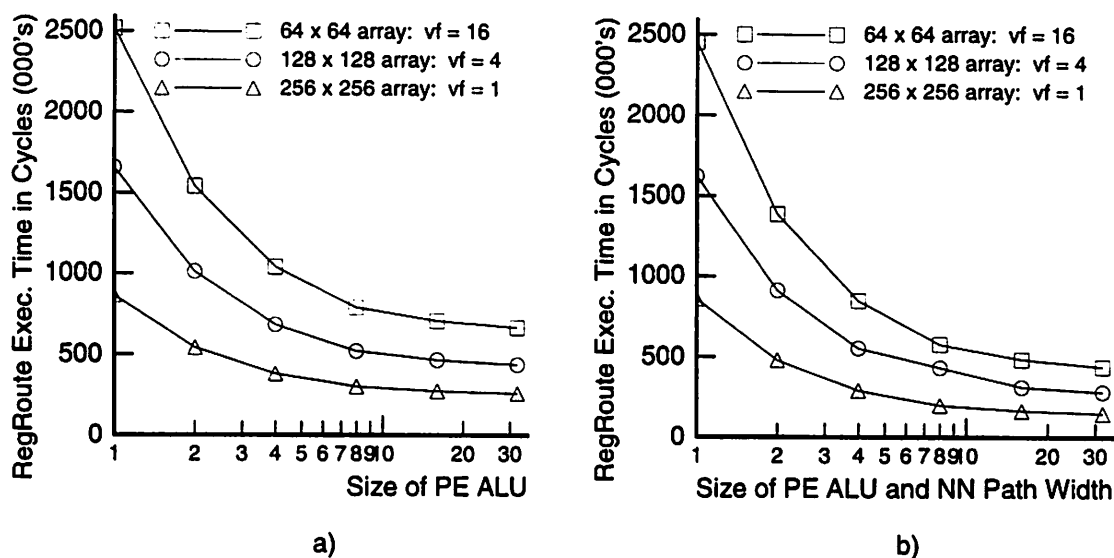 RegRoute Exec. Time in Cycles (000's)
2500
2000
1500
1000
500
0
64 x 64 array: vf = 16
128 x 128 array: vf = 4
256 x 256 array: vf = 1
1 2 3 4 5 6 7 8 9 10 20 30
Size of PE ALU
a)
RegRoute Exec. Time in Cycles (000's)
2500
2000
1500
1000
500
0
64 x 64 array: vf = 16
128 x 128 array: vf = 4
256 x 256 array: vf = 1
1 2 3 4 5 6 7 8 9 10 20 30
Size of PE ALU and NN Path Width
b)